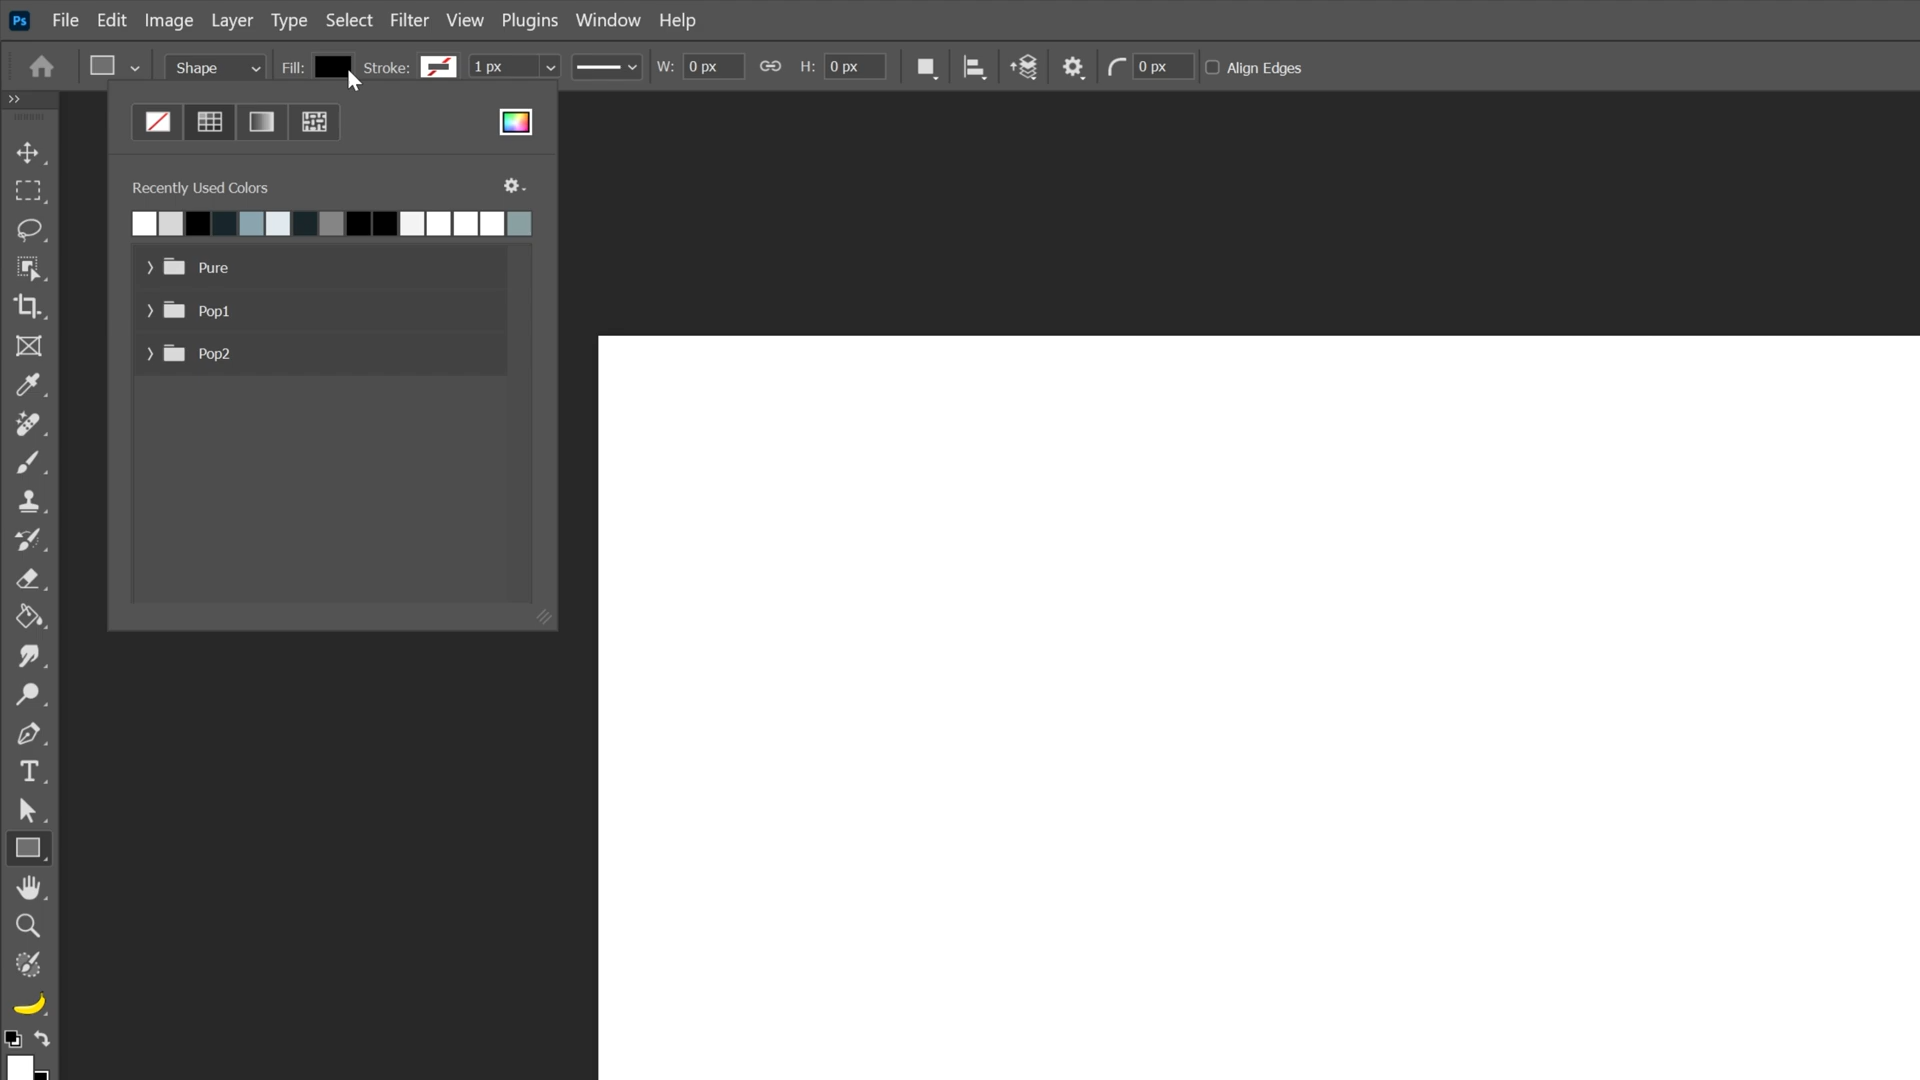 Ps File Edit Image Layer Type Select Filter View Plugins Window Help
Shape Fill: Stroke: 1 px W: 0 px H: 0 px 0 px Align Edges
Recently Used Colors
Pure
Pop1
Pop2